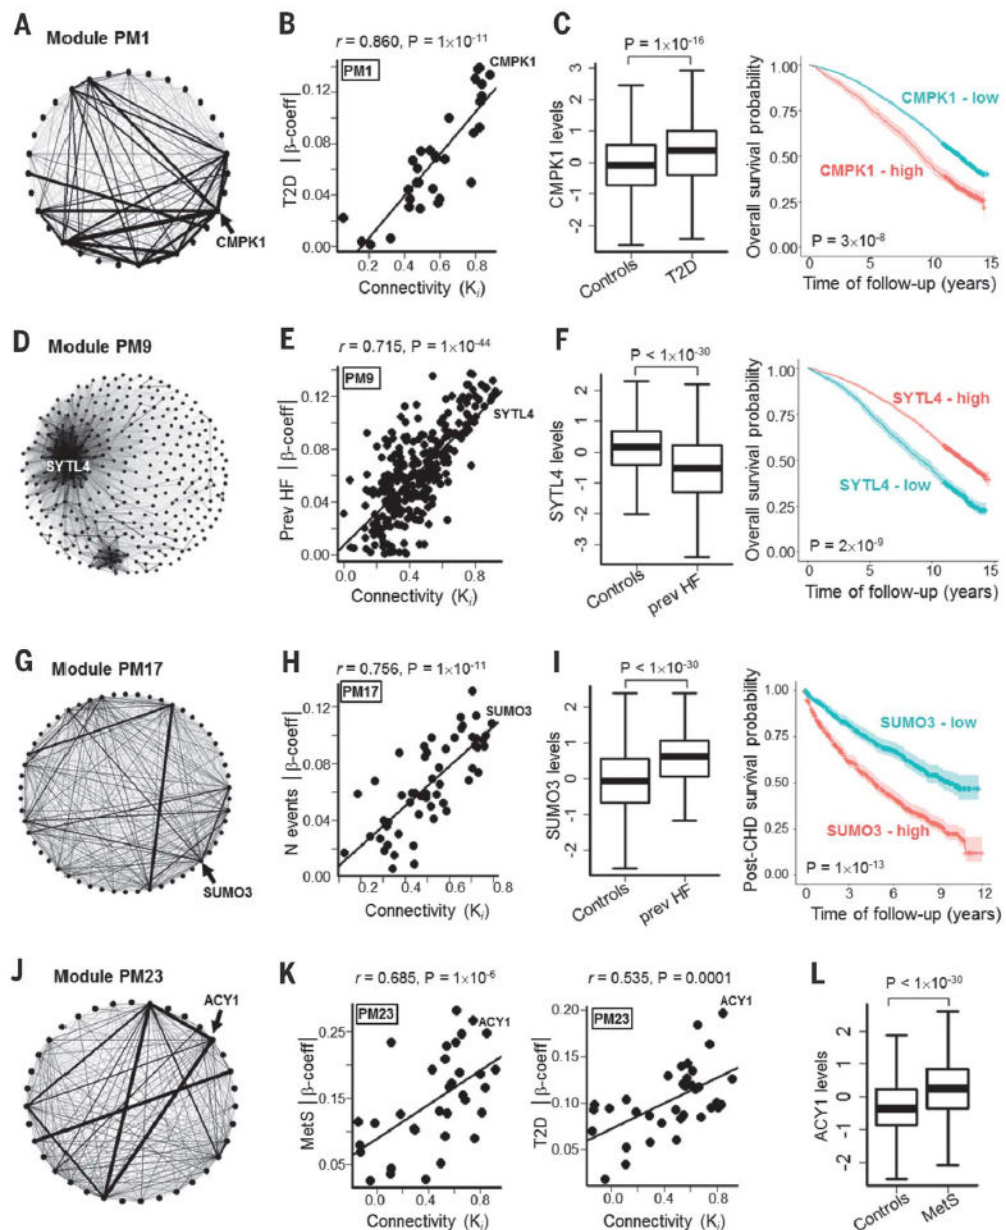 A Module PM1
CMPK1
B r = 0.860, P = 1×10⁻¹¹
PM1
CMPK1
T2D |β-coeff|
0.12
0.08
0.04
0.00
0.0 0.2 0.4 0.6 0.8
Connectivity (Kᵢ)
C P = 1×10⁻¹⁶
CMPK1 levels
3
2
1
0
-1
-2
Controls T2D
Overall survival probability
1.00
0.75
0.50
0.25
0.00
CMPK1 - low
CMPK1 - high
P = 3×10⁻⁸
0 5 10 15
Time of follow-up (years)
D Module PM9
SYTL4
E r = 0.715, P = 1×10⁻⁴⁴
PM9
SYTL4
Prev HF |β-coeff|
0.12
0.08
0.04
0.00
0.0 0.2 0.4 0.6 0.8
Connectivity (Kᵢ)
F P < 1×10⁻³⁰
SYTL4 levels
2
1
0
-1
-2
-3
Controls prev HF
Overall survival probability
1.00
0.75
0.50
0.25
0.00
SYTL4 - high
SYTL4 - low
P = 2×10⁻⁹
0 5 10 15
Time of follow-up (years)
G Module PM17
SUMO3
H r = 0.756, P = 1×10⁻¹¹
PM17
SUMO3
N events |β-coeff|
0.12
0.08
0.04
0.00
0.1 0.2 0.4 0.6 0.8
Connectivity (Kᵢ)
I P < 1×10⁻³⁰
SUMO3 levels
2
1
0
-1
-2
Controls prev HF
Post-CHD survival probability
1.00
0.75
0.50
0.25
0.00
SUMO3 - low
SUMO3 - high
P = 1×10⁻¹³
0 3 6 9 12
Time of follow-up (years)
J Module PM23
ACY1
K r = 0.685, P = 1×10⁻⁶
PM23
ACY1
MetS |β-coeff|
0.25
0.15
0.05
0.0 0.2 0.4 0.6 0.8
Connectivity (Kᵢ)
r = 0.535, P = 0.0001
PM23
ACY1
T2D |β-coeff|
0.20
0.15
0.10
0.05
0.0 0.2 0.4 0.6 0.8
Connectivity (Kᵢ)
L P < 1×10⁻³⁰
ACY1 levels
2
1
0
-1
-2
Controls MetS